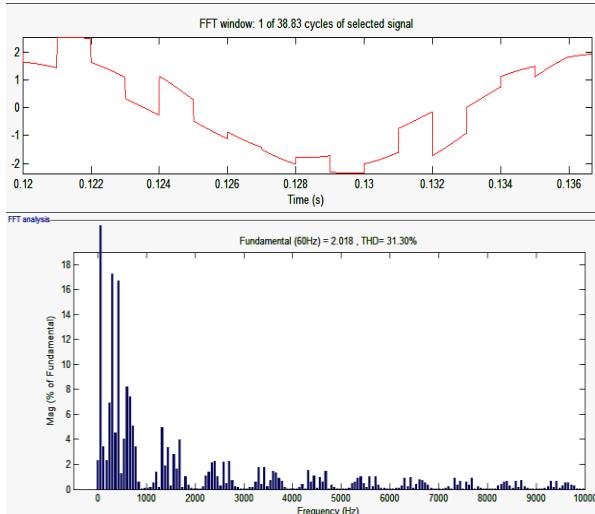 FFT window: 1 of 38.83 cycles of selected signal
2
1
0
-1
-2
0.12 0.122 0.124 0.126 0.128 0.13 0.132 0.134 0.136
Time (s)
FFT analysis
Fundamental (60Hz) = 2.018 , THD= 31.30%
18
16
14
12
10
8
6
4
2
0
Mag (% of Fundamental)
0 1000 2000 3000 4000 5000 6000 7000 8000 9000 10000
Frequency (Hz)